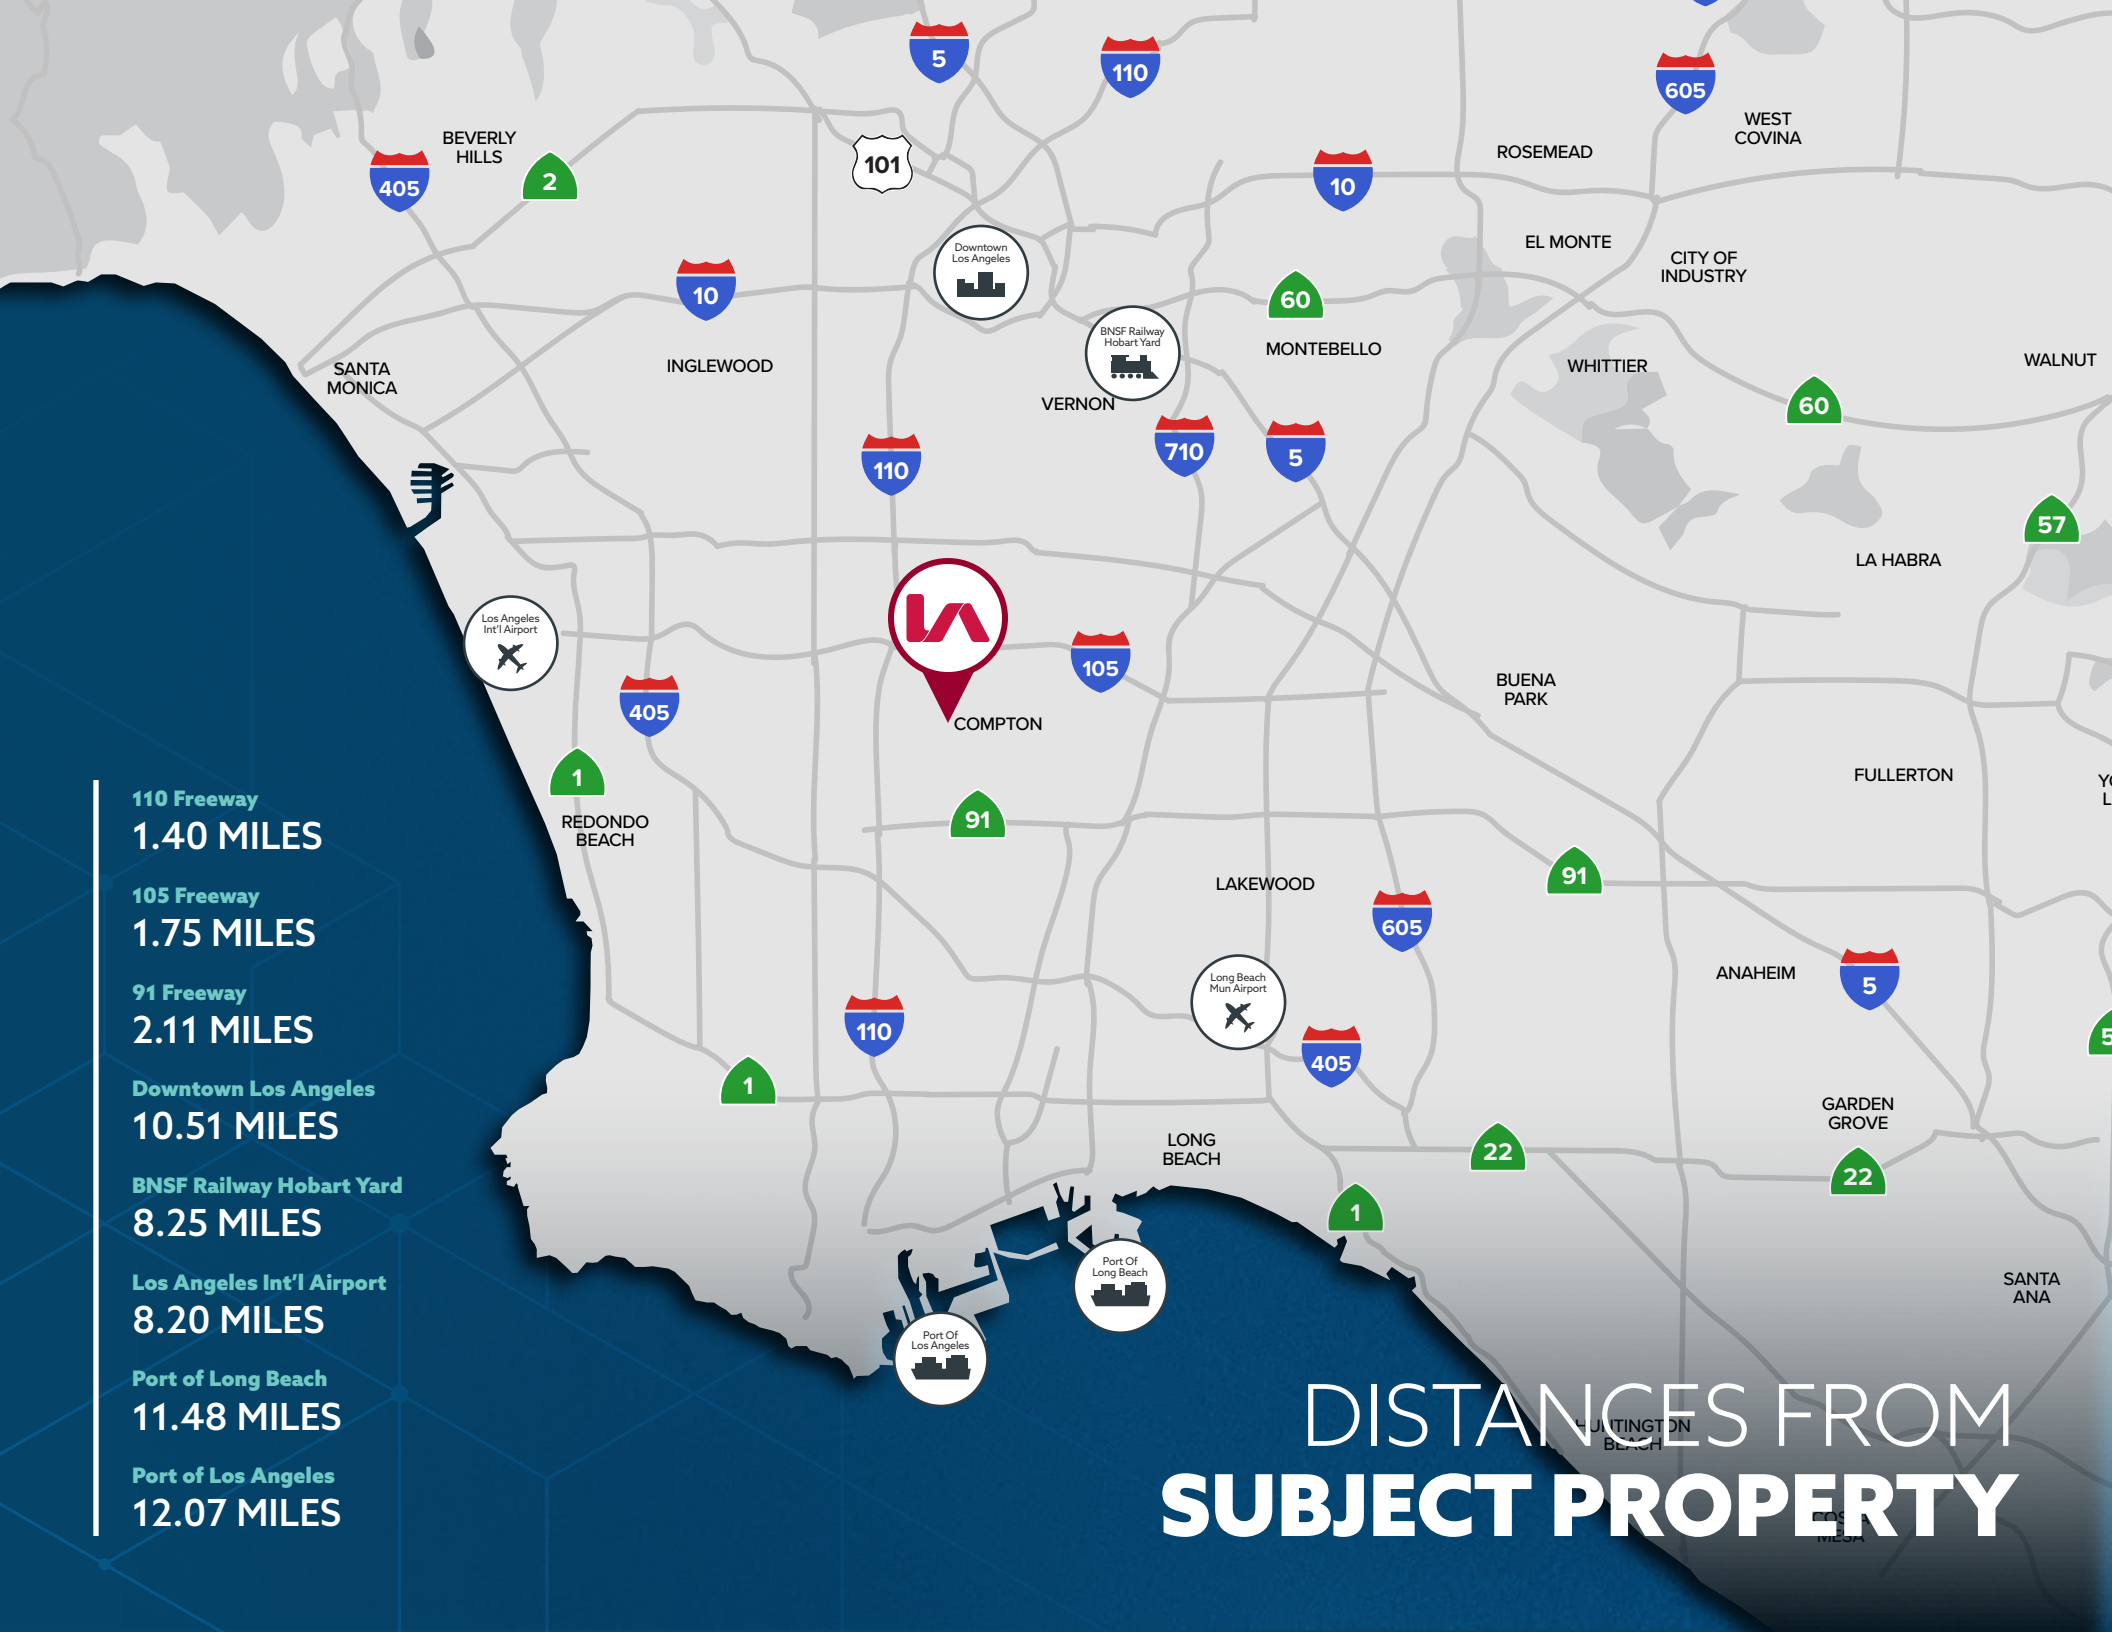 5
110
605
WEST
COVINA
BEVERLY
HILLS
405
2
101
10
ROSEMEAD
EL MONTE
CITY OF
INDUSTRY
Downtown
Los Angeles
10
60
BNSF Railway
Hobart Yard
MONTEBELLO
SANTA
MONICA
INGLEWOOD
WHITTIER
WALNUT
VERNON
60
110
710
5
57
LA HABRA
Los Angeles
Int'l Airport
LA
105
405
COMPTON
BUENA
PARK
1
FULLERTON
YO
L
REDONDO
BEACH
91
LAKEWOOD
91
605
ANAHEIM
5
Long Beach
Mun Airport
110
405
5
1
GARDEN
GROVE
LONG
BEACH
22
22
1
SANTA
ANA
Port Of
Long Beach
Port Of
Los Angeles
HUNTINGTON
BEACH
COSTA
MESA
110 Freeway
1.40 MILES
105 Freeway
1.75 MILES
91 Freeway
2.11 MILES
Downtown Los Angeles
10.51 MILES
BNSF Railway Hobart Yard
8.25 MILES
Los Angeles Int'l Airport
8.20 MILES
Port of Long Beach
11.48 MILES
Port of Los Angeles
12.07 MILES
DISTANCES FROM
SUBJECT PROPERTY